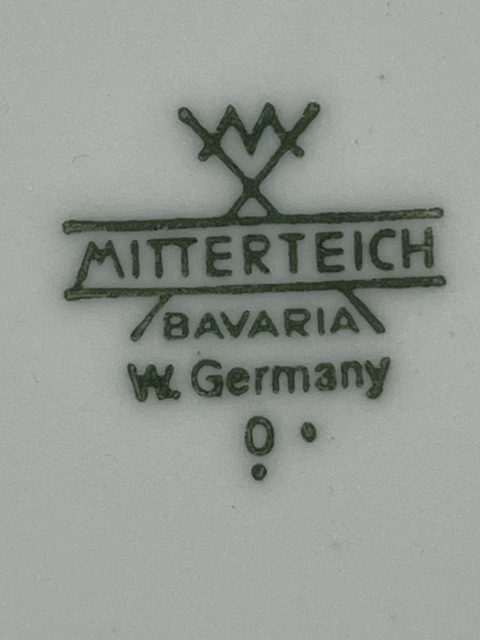 M
MITTERTEICH
BAVARIA
W. Germany
0